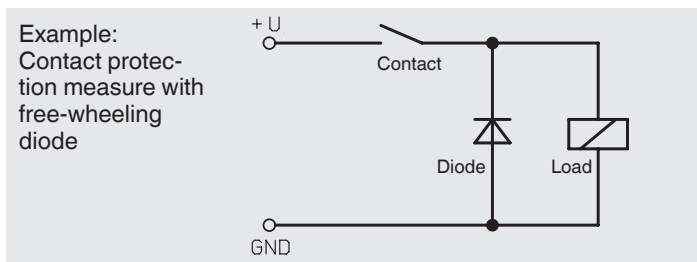 Example:
Contact protec-
tion measure with
free-wheeling
diode
+ U
Contact
Diode
Load
GND